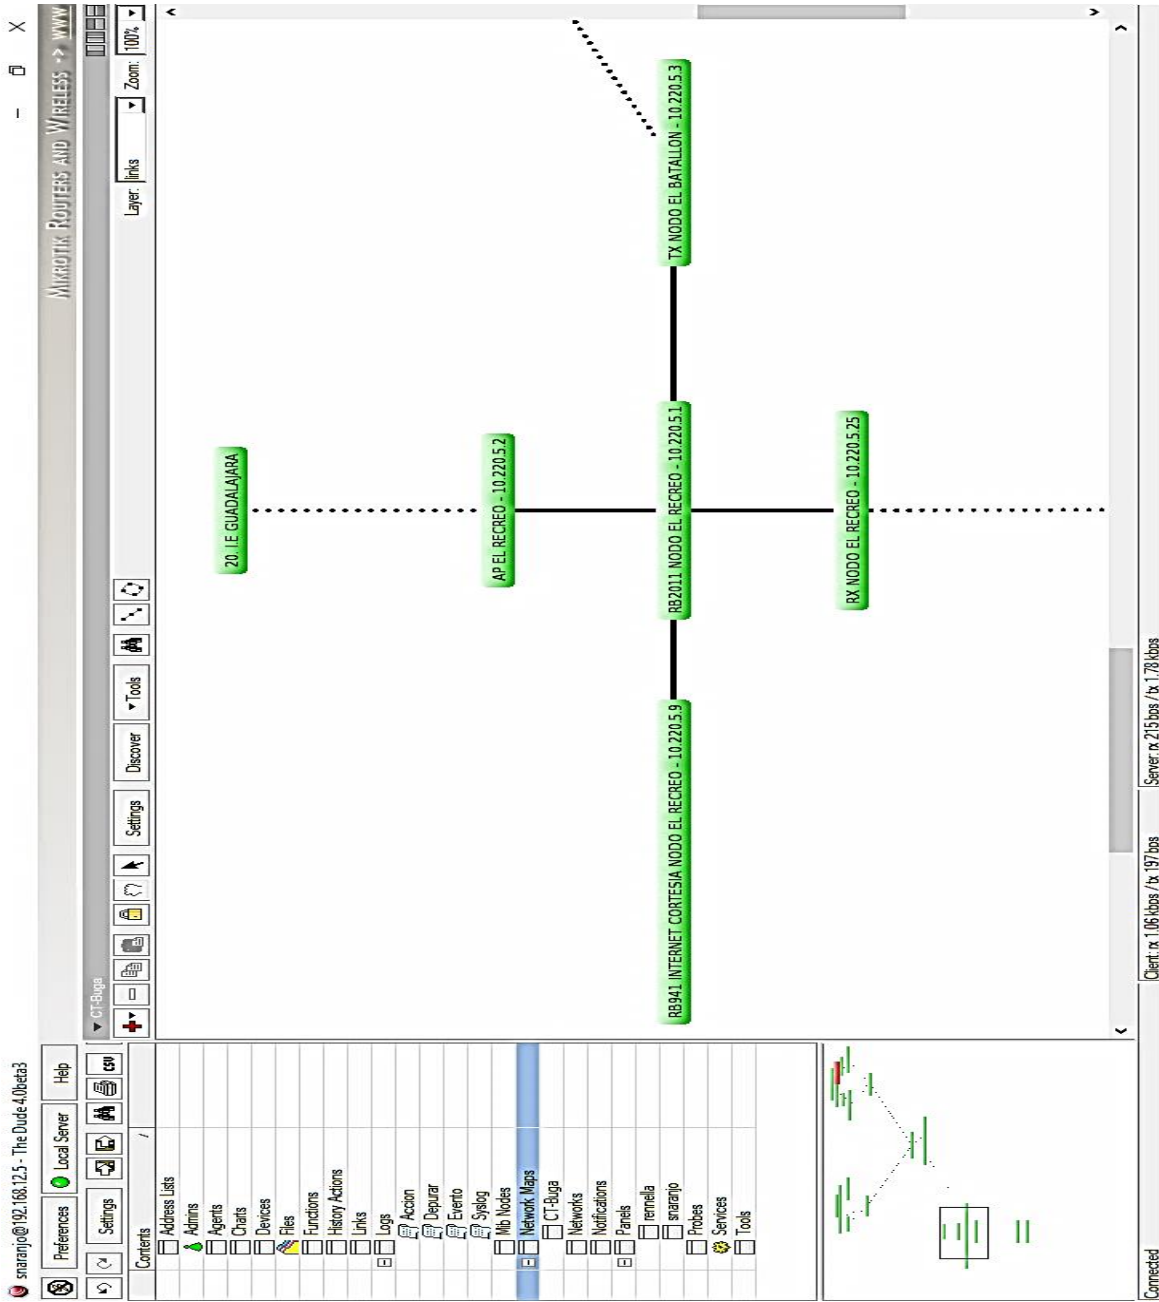 snaranjo@192.168.12.5 - The Dude 4.0beta3
Preferences Local Server Help MIKROTIK ROUTERS AND WIRELESS -> WWW
Settings csv
CT-Buga
Settings Discover Tools Layer: links Zoom: 100%
Contents /
Address Lists
Admins
Agents
Charts
Devices
Files
Functions
History Actions
Links
Logs
Accion
Depurar
Evento
Syslog
Mib Nodes
Network Maps
CT-Buga
Networks
Notifications
Panels
rennella
snaranjo
Probes
Services
Tools
20. I.E GUADALAJARA
AP EL RECREO - 10.220.5.2
RB941 INTERNET CORTESIA NODO EL RECREO - 10.220.5.9
RB2011 NODO EL RECREO - 10.220.5.1
TX NODO EL BATALLON - 10.220.5.3
RX NODO EL RECREO - 10.220.5.25
Connected Client: rx 1.06 kbps / tx 197 bps Server: rx 215 bps / tx 1.78 kbps